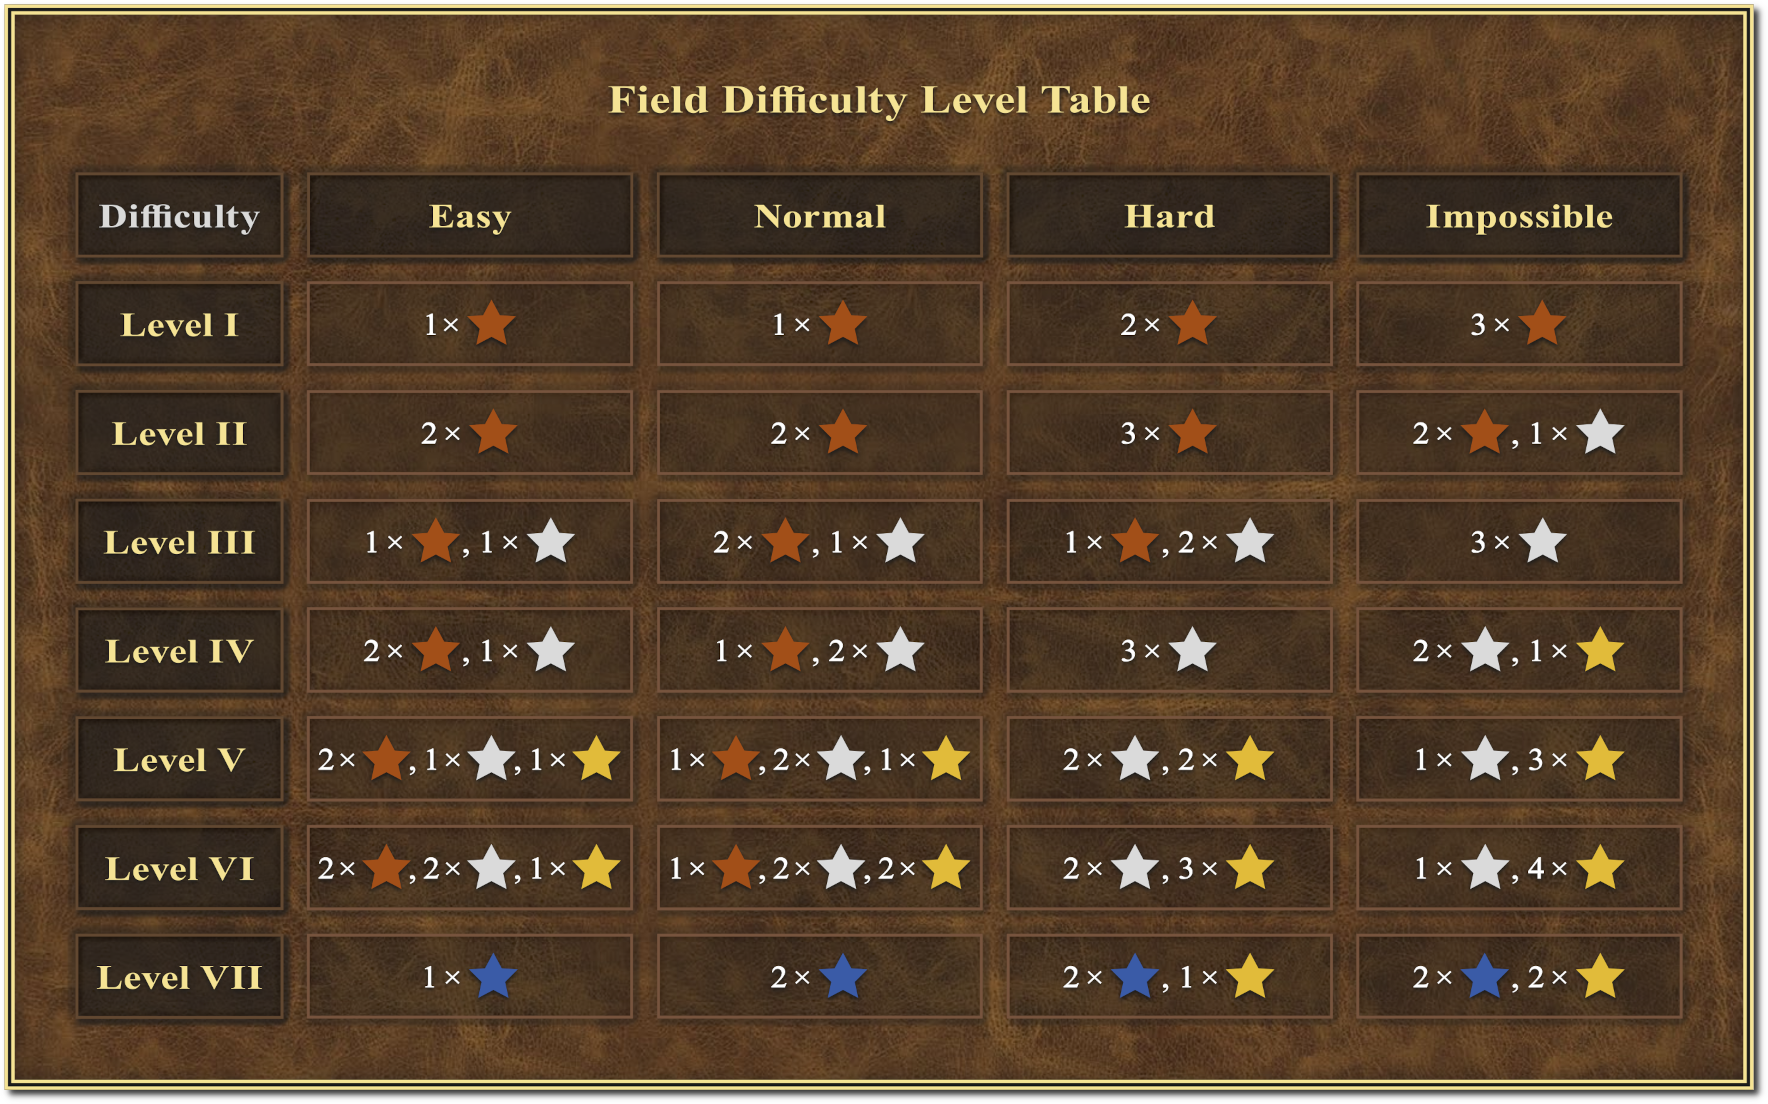 Field Difficulty Level Table
Difficulty Easy Normal Hard Impossible
Level I 1× 1× 2× 3×
Level II 2× 2× 3× 2× , 1×
Level III 1× , 1× 2× , 1× 1× , 2× 3×
Level IV 2× , 1× 1× , 2× 3× 2× , 1×
Level V 2× , 1× , 1× 1× , 2× , 1× 2× , 2× 1× , 3×
Level VI 2× , 2× , 1× 1× , 2× , 2× 2× , 3× 1× , 4×
Level VII 1× 2× 2× , 1× 2× , 2×